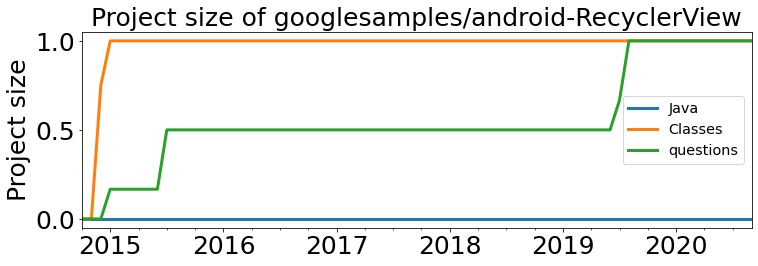 Project size of googlesamples/android-RecyclerView
Project size
1.0
0.5
0.0
Java
Classes
questions
2015 2016 2017 2018 2019 2020